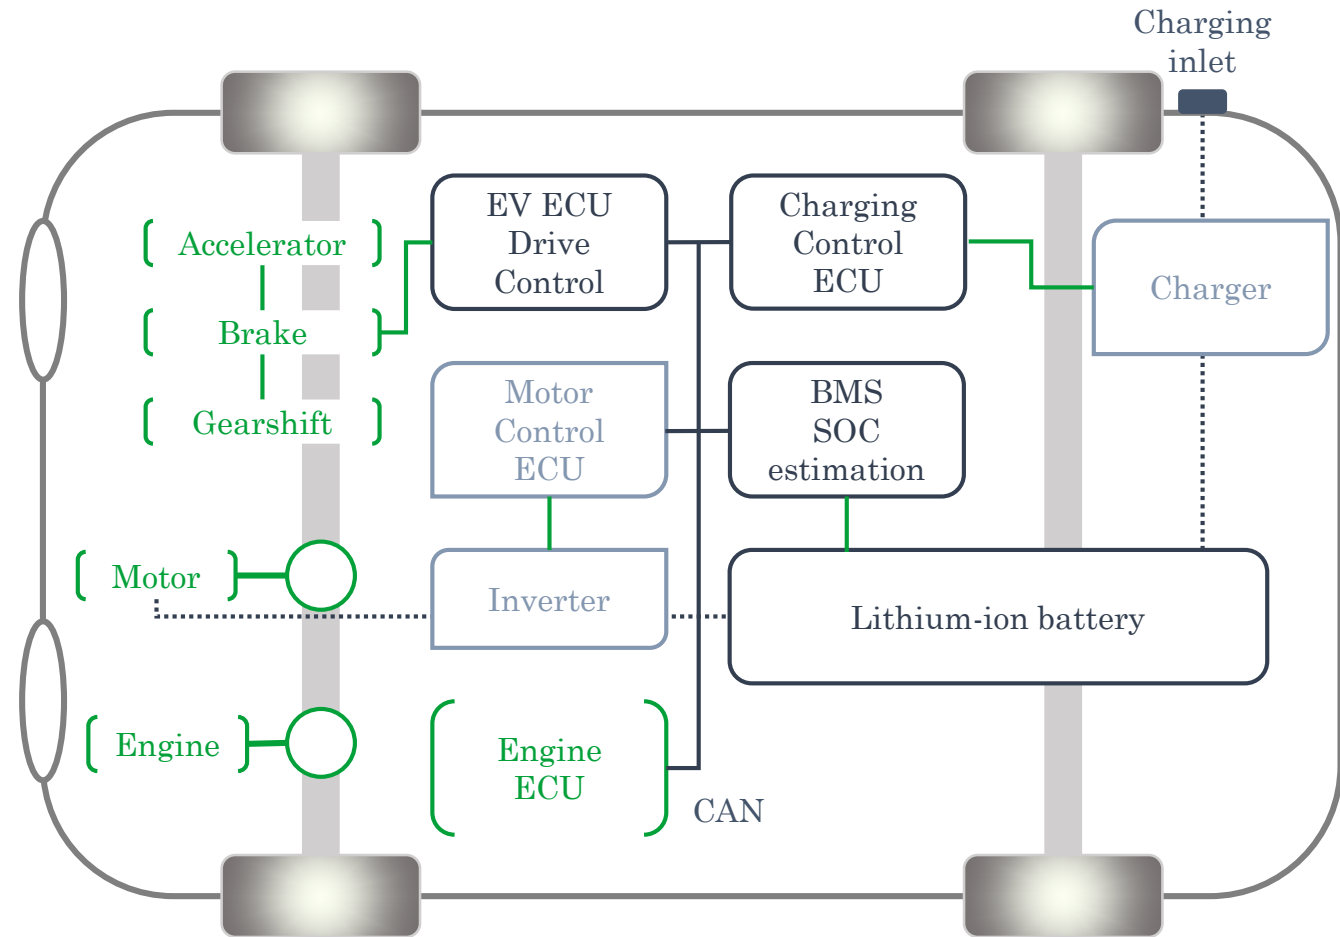 Charging
inlet
EV ECU
Drive
Control
Charging
Control
ECU
Accelerator
Brake
Gearshift
Charger
Motor
Control
ECU
BMS
SOC
estimation
Motor
Inverter
Lithium-ion battery
Engine
Engine
ECU
CAN